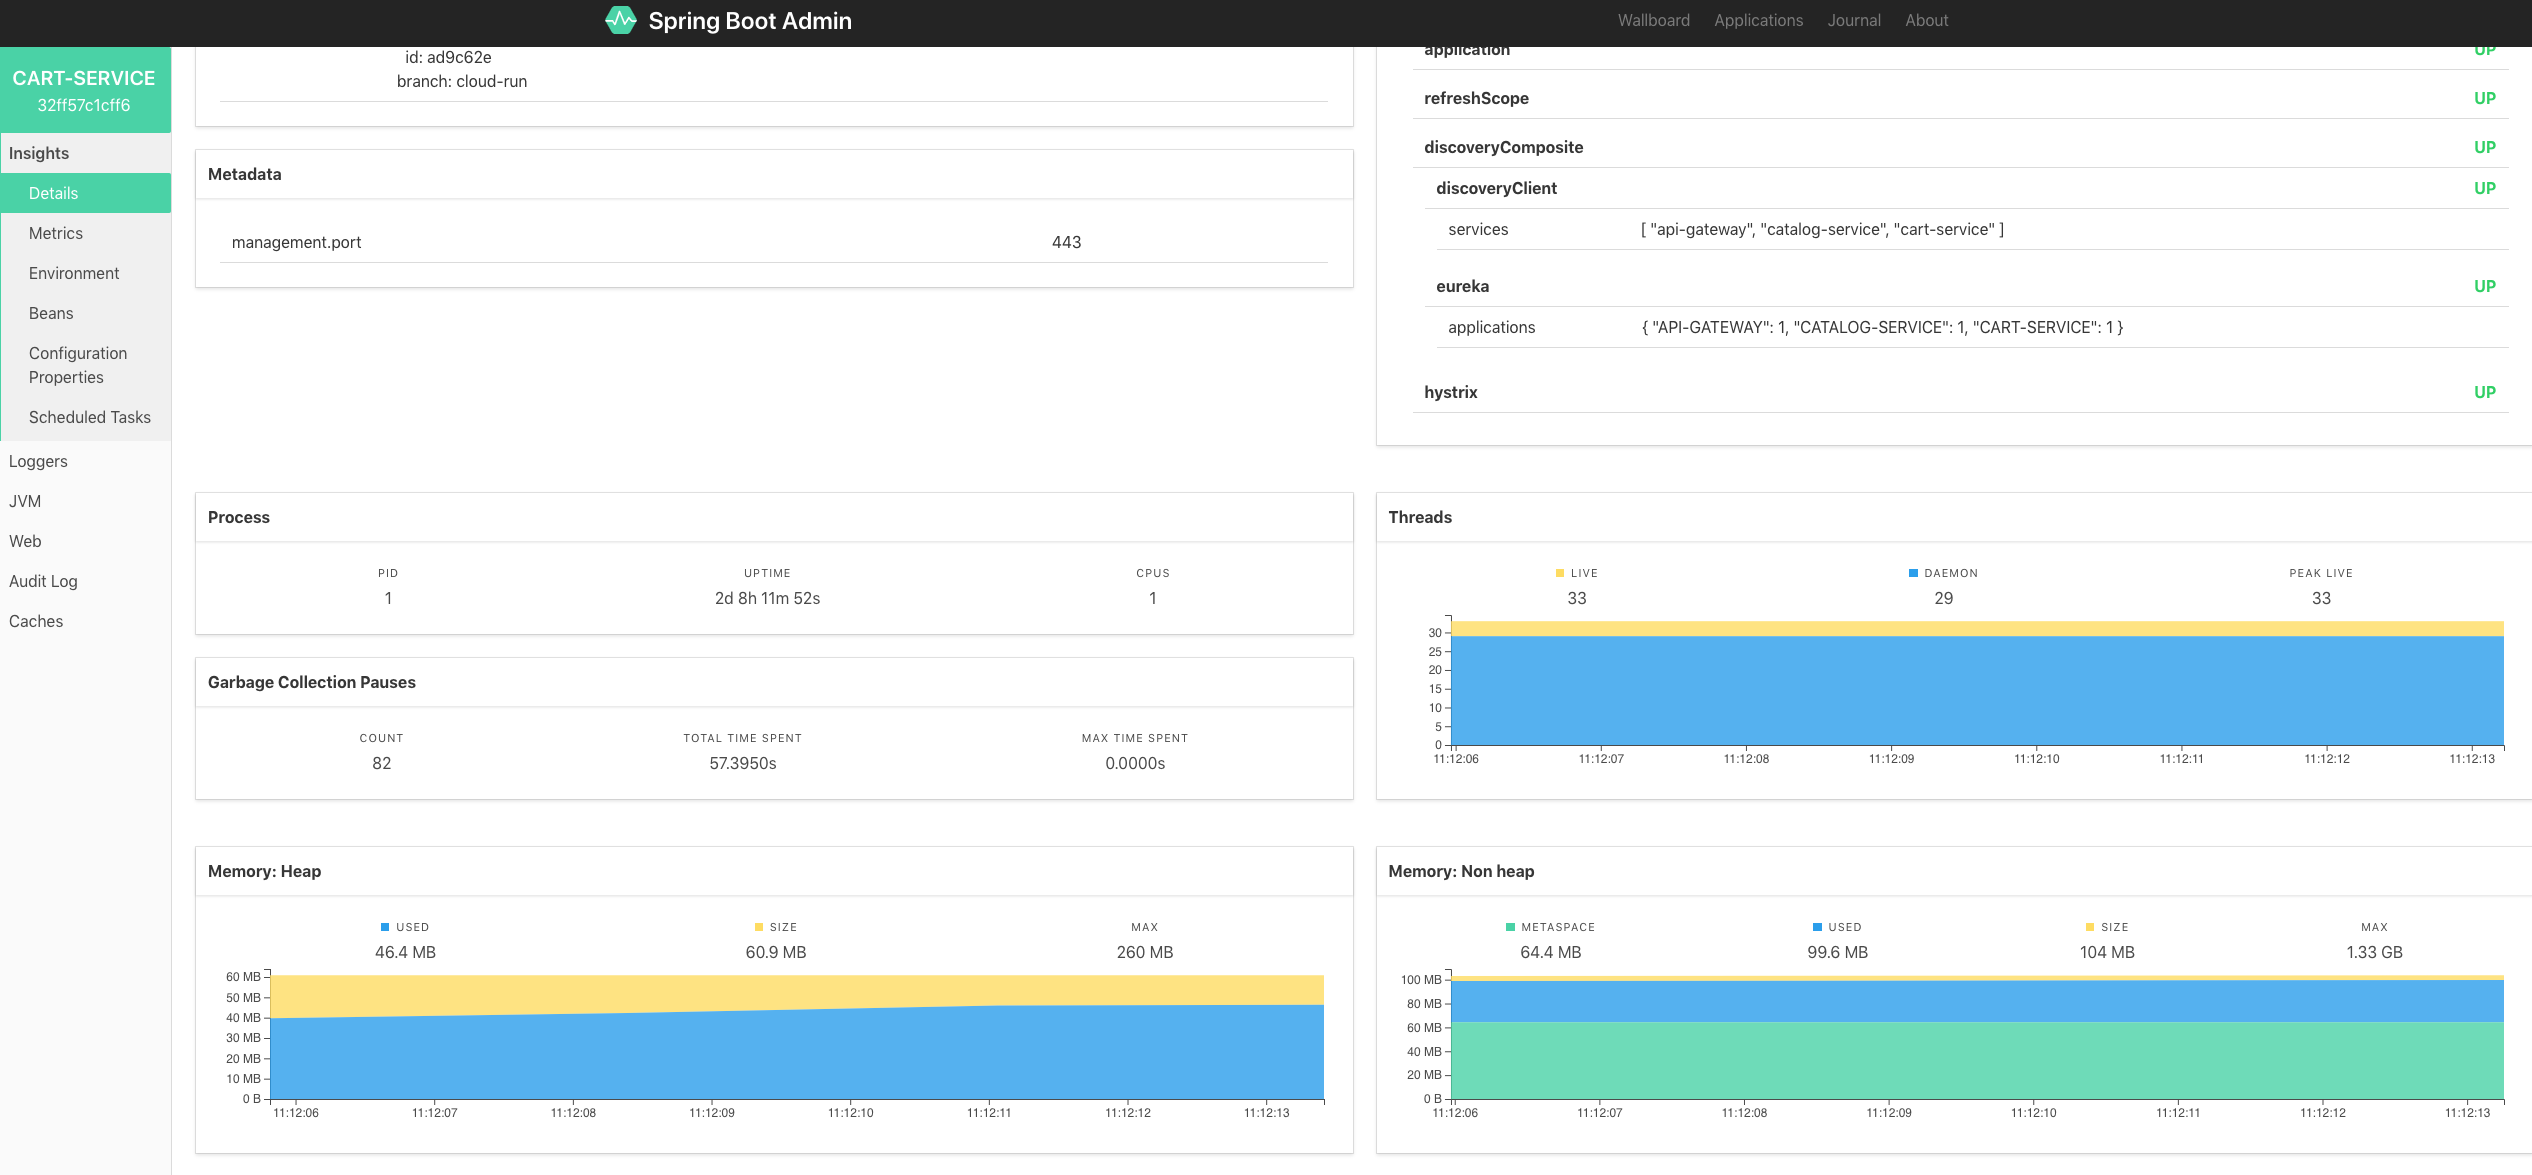 Spring Boot Admin
Wallboard Applications Journal About
CART-SERVICE
32ff57c1cff6
Insights
Details
Metrics
Environment
Beans
Configuration
Properties
Scheduled Tasks
Loggers
JVM
Web
Audit Log
Caches
id: ad9c62e
branch: cloud-run
Metadata
management.port 443
application UP
refreshScope UP
discoveryComposite UP
discoveryClient UP
services [ "api-gateway", "catalog-service", "cart-service" ]
eureka UP
applications { "API-GATEWAY": 1, "CATALOG-SERVICE": 1, "CART-SERVICE": 1 }
hystrix UP
Process
PID UPTIME CPUS
1 2d 8h 11m 52s 1
Garbage Collection Pauses
COUNT TOTAL TIME SPENT MAX TIME SPENT
82 57.3950s 0.0000s
Threads
LIVE DAEMON PEAK LIVE
33 29 33
30
25
20
15
10
5
0
11:12:06 11:12:07 11:12:08 11:12:09 11:12:10 11:12:11 11:12:12 11:12:13
Memory: Heap
USED SIZE MAX
46.4 MB 60.9 MB 260 MB
60 MB
50 MB
40 MB
30 MB
20 MB
10 MB
0 B
11:12:06 11:12:07 11:12:08 11:12:09 11:12:10 11:12:11 11:12:12 11:12:13
Memory: Non heap
METASPACE USED SIZE MAX
64.4 MB 99.6 MB 104 MB 1.33 GB
100 MB
80 MB
60 MB
40 MB
20 MB
0 B
11:12:06 11:12:07 11:12:08 11:12:09 11:12:10 11:12:11 11:12:12 11:12:13